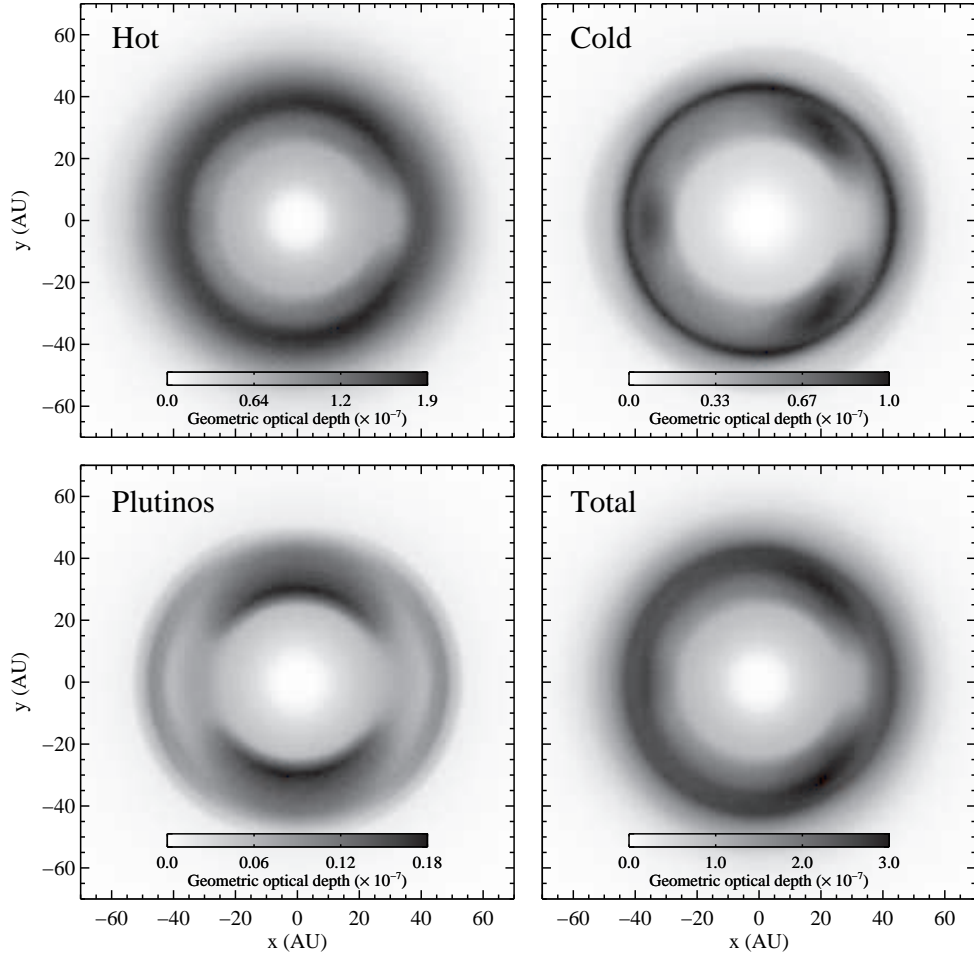 Hot
60
40
20
0
−20
−40
−60
y (AU)
0.0 0.64 1.2 1.9
Geometric optical depth (× 10⁻⁷)
Cold
0.0 0.33 0.67 1.0
Geometric optical depth (× 10⁻⁷)
Plutinos
60
40
20
0
−20
−40
−60
y (AU)
0.0 0.06 0.12 0.18
Geometric optical depth (× 10⁻⁷)
−60 −40 −20 0 20 40 60
x (AU)
Total
0.0 1.0 2.0 3.0
Geometric optical depth (× 10⁻⁷)
−60 −40 −20 0 20 40 60
x (AU)